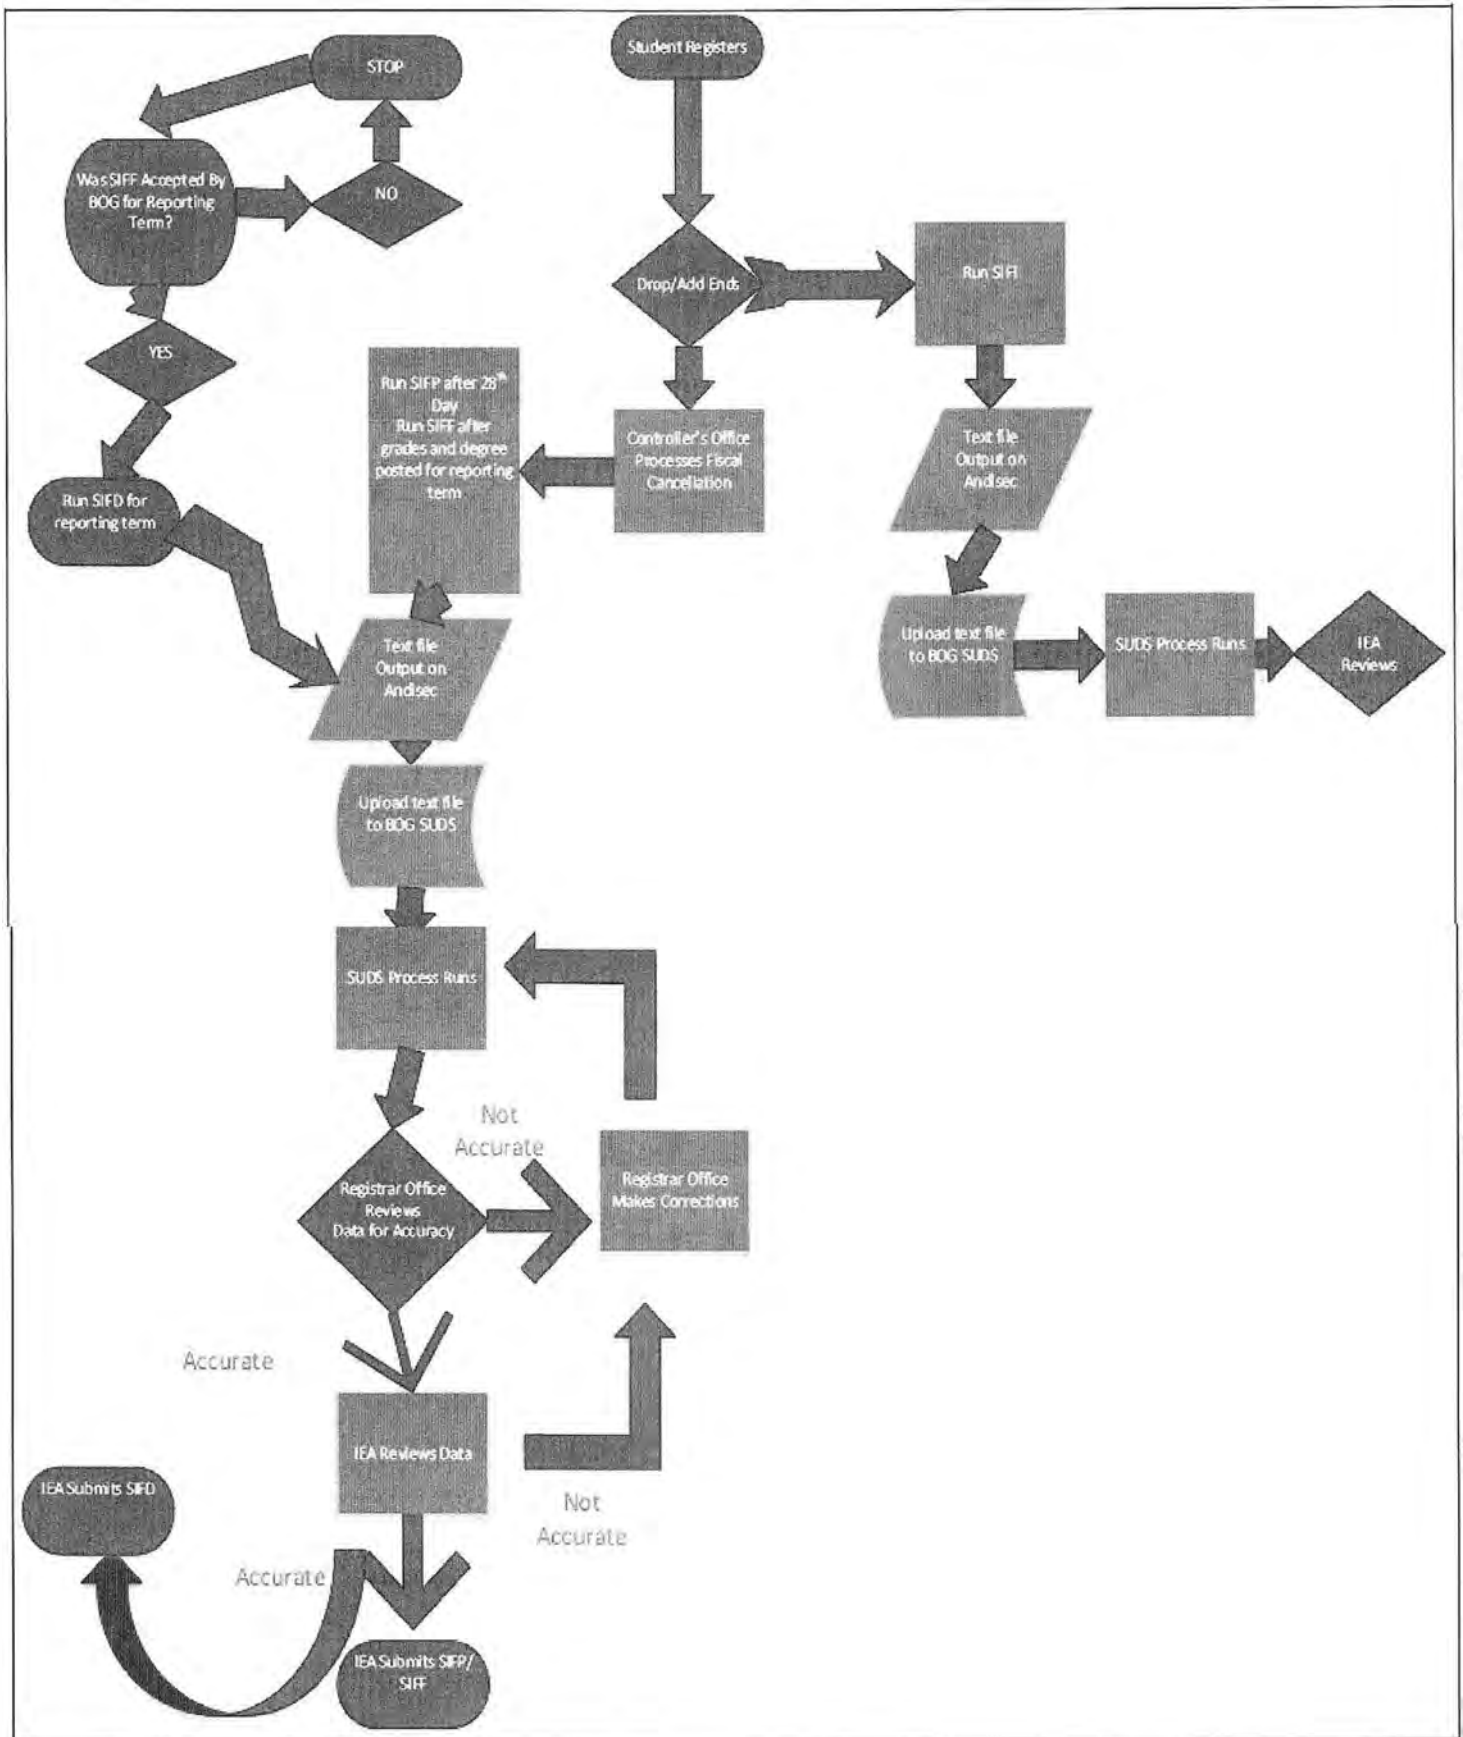 STOP
Student Registers
Was SIFF Accepted By
BOG for Reporting
Term?
NO
Drop/Add Ends
Run SIFI
YES
Run SIFP after 28th
Day
Run SIFF after
grades and degree
posted for reporting
term
Controller's Office
Processes Fiscal
Cancellation
Text file
Output on
Andisec
Run SIFD for
reporting term
Upload text file
to BOG SUDS
SUDS Process Runs
IEA
Reviews
Text file
Output on
Andisec
Upload text file
to BOG SUDS
SUDS Process Runs
Not
Accurate
Registrar Office
Reviews
Data for Accuracy
Registrar Office
Makes Corrections
Accurate
IEA Reviews Data
Not
Accurate
IEA Submits SIFD
Accurate
IEA Submits SIFP/
SIFF